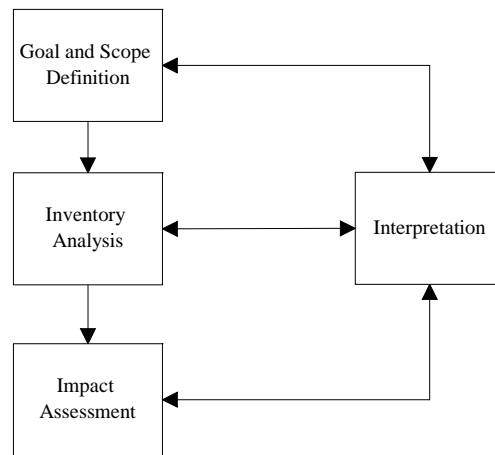 Goal and Scope
Definition
Inventory
Analysis
Interpretation
Impact
Assessment